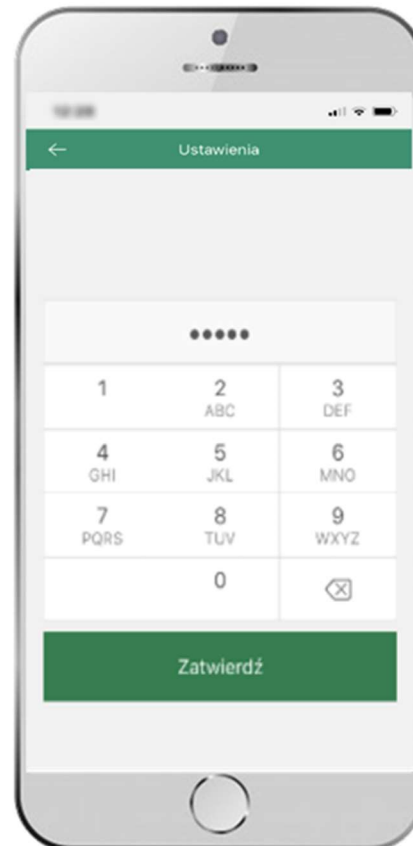 Ustawienia
•••••
1
2
3
ABC
DEF
4
5
6
GHI
JKL
MNO
7
8
9
PQRS
TUV
WXYZ
0
Zatwierdź